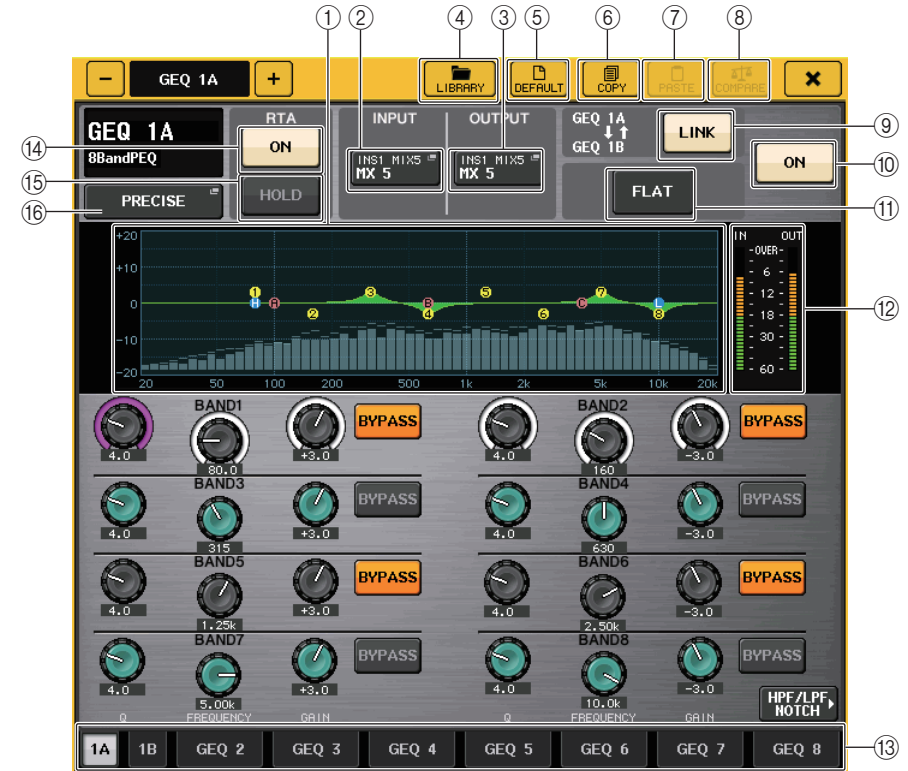 ① ② ④ ③ ⑤ ⑥ ⑦ ⑧
− GEQ 1A + LIBRARY DEFAULT COPY PASTE COMPARE ×
GEQ 1A
8BandPEQ
RTA
ON
HOLD
PRECISE
INPUT OUTPUT
INS1 MIX5
MX 5
INS1 MIX5
MX 5
GEQ 1A
GEQ 1B
LINK
FLAT
ON
⑭
⑮
⑯
⑨
⑩
⑪
⑫
⑬
+20
+10
0
−10
−20
20 50 100 200 500 1k 2k 5k 10k 20k
1 2 3 4 5 6 7 8
H A B C L
IN OUT
-OVER-
- 6 -
- 12 -
- 18 -
- 30 -
- 60 -
BAND1
4.0 80.0 +3.0 BYPASS
BAND2
4.0 160 -3.0 BYPASS
BAND3
4.0 315 +3.0 BYPASS
BAND4
4.0 630 -3.0 BYPASS
BAND5
4.0 1.25k +3.0 BYPASS
BAND6
4.0 2.50k -3.0 BYPASS
BAND7
4.0 5.00k +3.0 BYPASS
BAND8
4.0 10.0k -3.0 BYPASS
Q FREQUENCY GAIN
Q FREQUENCY GAIN
HPF/LPF
NOTCH
1A 1B GEQ 2 GEQ 3 GEQ 4 GEQ 5 GEQ 6 GEQ 7 GEQ 8